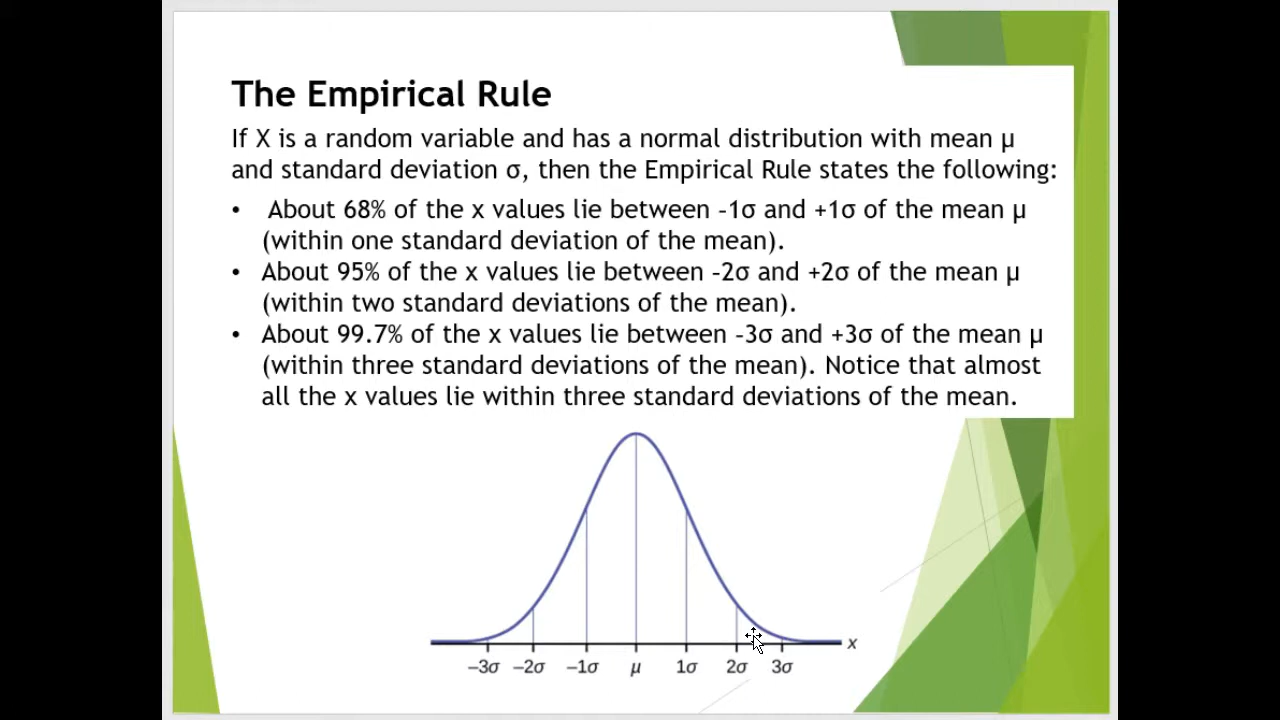 The Empirical Rule
If X is a random variable and has a normal distribution with mean μ
and standard deviation σ, then the Empirical Rule states the following:
• About 68% of the x values lie between –1σ and +1σ of the mean μ
(within one standard deviation of the mean).
• About 95% of the x values lie between –2σ and +2σ of the mean μ
(within two standard deviations of the mean).
• About 99.7% of the x values lie between –3σ and +3σ of the mean μ
(within three standard deviations of the mean). Notice that almost
all the x values lie within three standard deviations of the mean.
x
–3σ –2σ –1σ μ 1σ 2σ 3σ